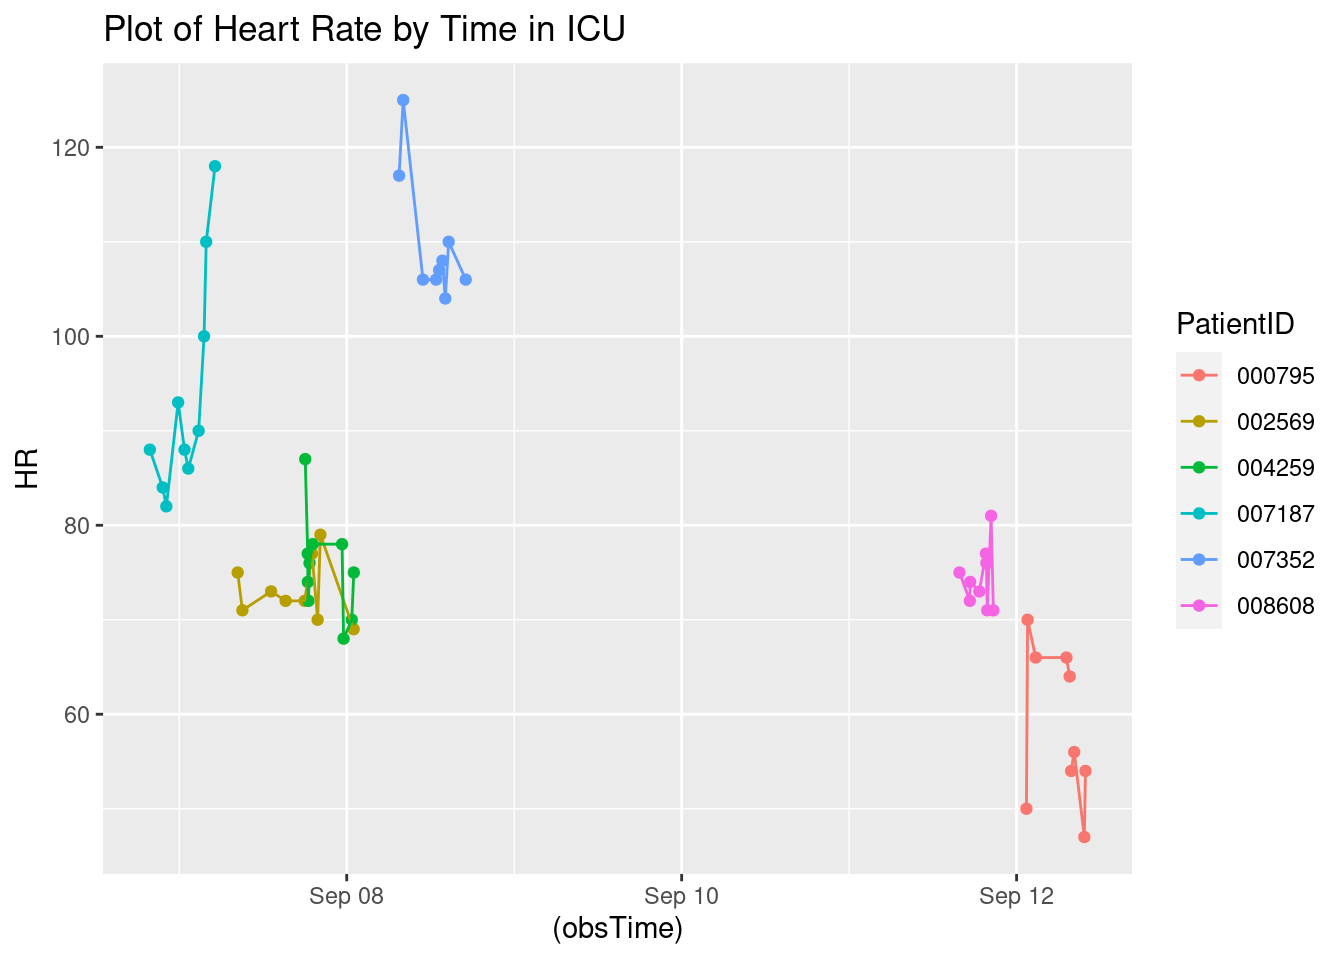 Plot of Heart Rate by Time in ICU
120
100
80
60
HR
Sep 08
Sep 10
Sep 12
(obsTime)
PatientID
000795
002569
004259
007187
007352
008608